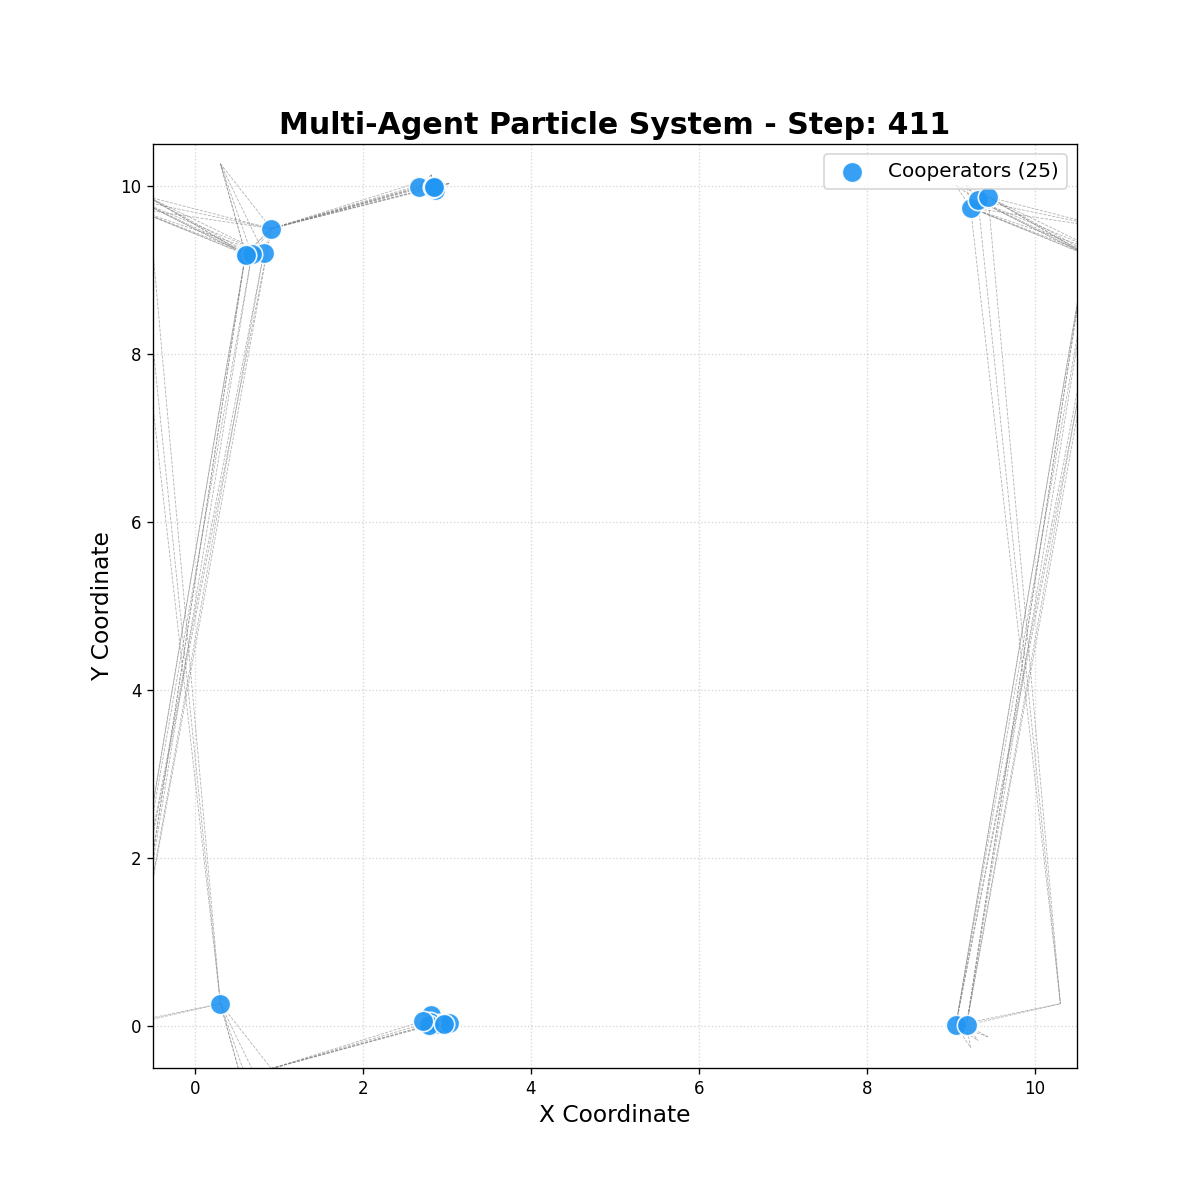 Multi-Agent Particle System - Step: 411
Cooperators (25)
Y Coordinate
10
8
6
4
2
0
0 2 4 6 8 10
X Coordinate